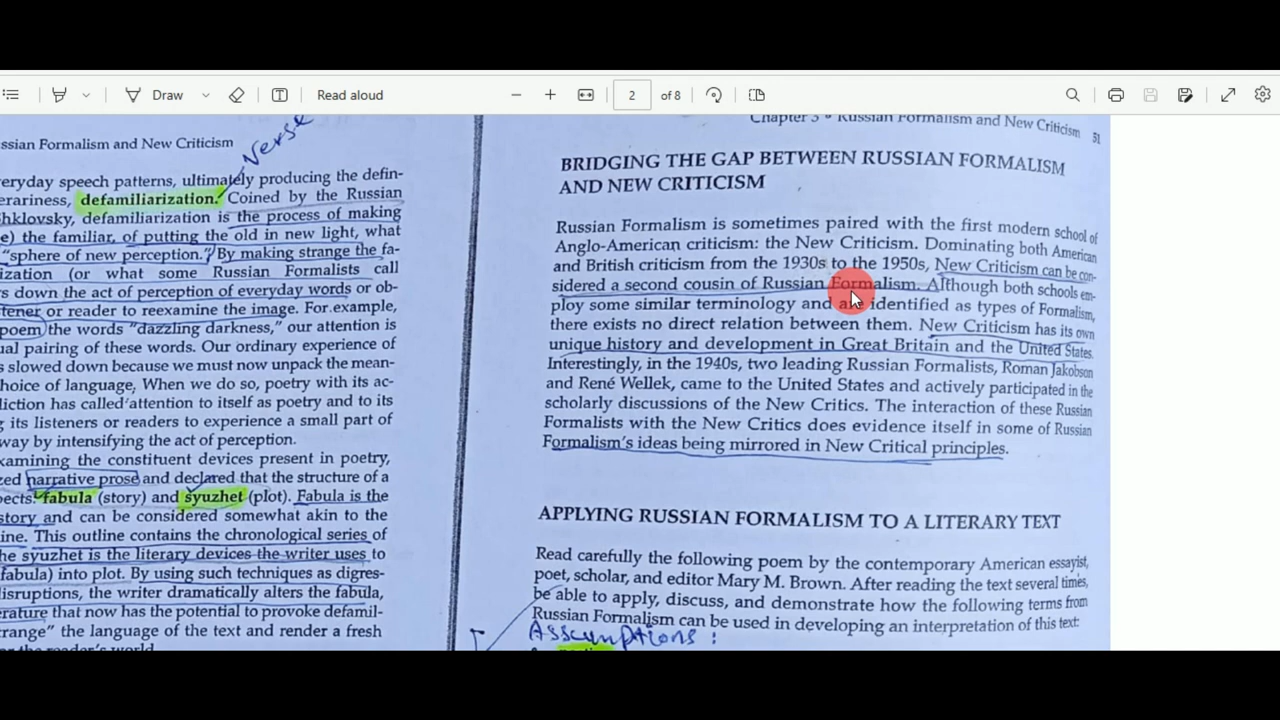 Draw
Read aloud
2
of 8
Verse
ssian Formalism and New Criticism
veryday speech patterns, ultimately producing the defin-
erariness, defamiliarization. Coined by the Russian
Shklovsky, defamiliarization is the process of making
e) the familiar, of putting the old in new light, what
"sphere of new perception." By making strange the fa-
ization (or what some Russian Formalists call
s down the act of perception of everyday words or ob-
stener or reader to reexamine the image. For example,
poem the words "dazzling darkness," our attention is
ual pairing of these words. Our ordinary experience of
s slowed down because we must now unpack the mean-
hoice of language, When we do so, poetry with its ac-
liction has called attention to itself as poetry and to its
g its listeners or readers to experience a small part of
way by intensifying the act of perception.
xamining the constituent devices present in poetry,
zed narrative prose and declared that the structure of a
pects: fabula (story) and syuzhet (plot). Fabula is the
story and can be considered somewhat akin to the
ine. This outline contains the chronological series of
he syuzhet is the literary devices the writer uses to
fabula) into plot. By using such techniques as digres-
disruptions, the writer dramatically alters the fabula,
erature that now has the potential to provoke defamil-
trange" the language of the text and render a fresh
or the reader's world.
Chapter 3 • Russian Formalism and New Criticism 51
BRIDGING THE GAP BETWEEN RUSSIAN FORMALISM
AND NEW CRITICISM
Russian Formalism is sometimes paired with the first modern school of
Anglo-American criticism: the New Criticism. Dominating both American
and British criticism from the 1930s to the 1950s, New Criticism can be con-
sidered a second cousin of Russian Formalism. Although both schools em-
ploy some similar terminology and are identified as types of Formalism,
there exists no direct relation between them. New Criticism has its own
unique history and development in Great Britain and the United States.
Interestingly, in the 1940s, two leading Russian Formalists, Roman Jakobson
and René Wellek, came to the United States and actively participated in the
scholarly discussions of the New Critics. The interaction of these Russian
Formalists with the New Critics does evidence itself in some of Russian
Formalism's ideas being mirrored in New Critical principles.
APPLYING RUSSIAN FORMALISM TO A LITERARY TEXT
Read carefully the following poem by the contemporary American essayist,
poet, scholar, and editor Mary M. Brown. After reading the text several times,
be able to apply, discuss, and demonstrate how the following terms from
Russian Formalism can be used in developing an interpretation of this text:
Assumptions: